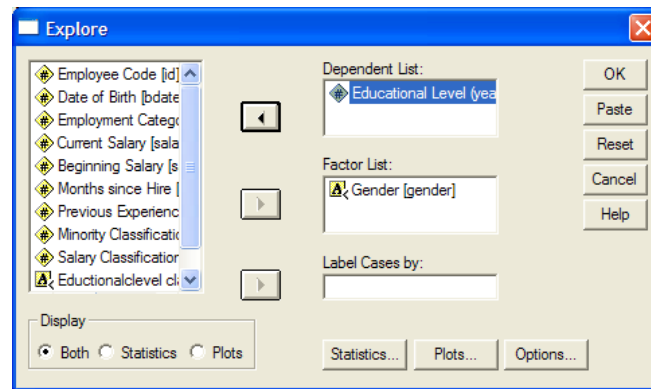 Explore
Employee Code [id]
Date of Birth [bdate
Employment Catego
Current Salary [sala
Beginning Salary [s
Months since Hire [
Previous Experienc
Minority Classificatio
Salary Classification
Eductionalclevel cl
Dependent List:
Educational Level (yea
Factor List:
Gender [gender]
Label Cases by:
OK
Paste
Reset
Cancel
Help
Display
Both Statistics Plots
Statistics... Plots... Options...